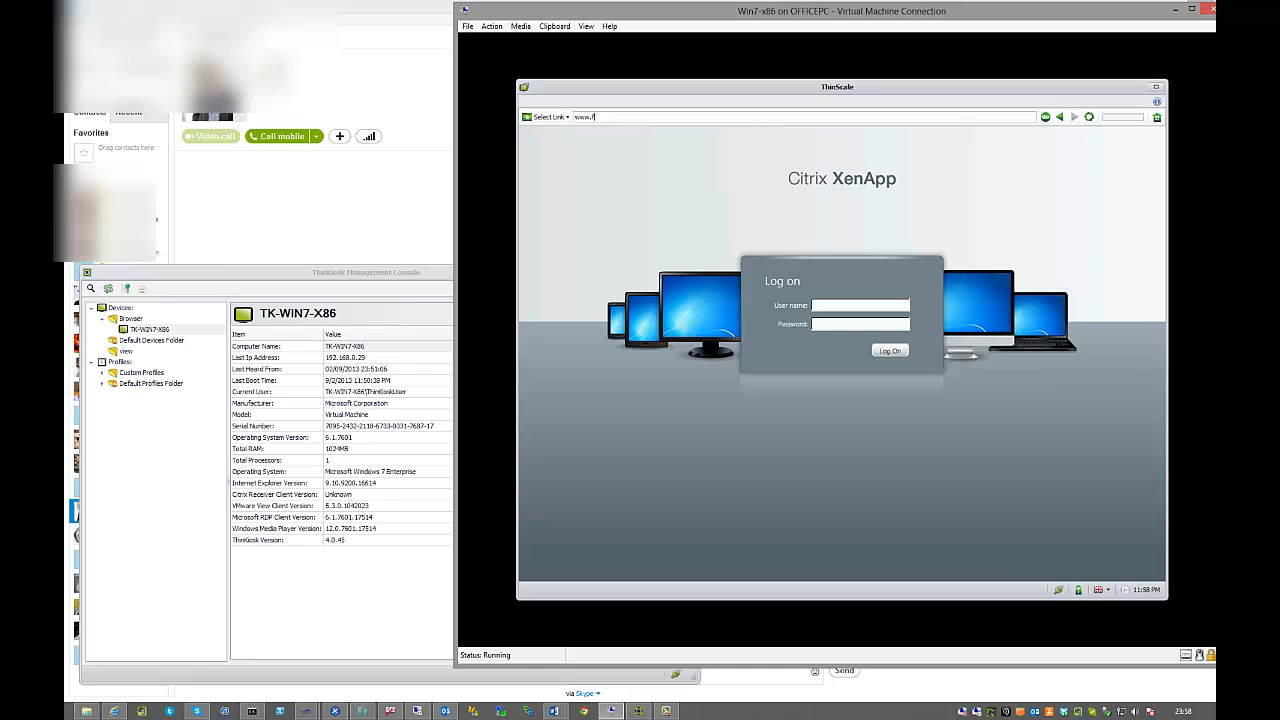 Win7-x86 on OFFICEPC - Virtual Machine Connection
File Action Media Clipboard View Help
ThinScale
Select Link
www.f
Citrix XenApp
Log on
User name:
Password:
Log On
11:58 PM
Status: Running
Favorites
Drag contacts here
Video call
Call mobile
ThinKiosk Management Console
Devices:
Browser
TK-WIN7-X86
Default Devices Folder
view
Profiles:
Custom Profiles
Default Profiles Folder
TK-WIN7-X86
Item Value
Computer Name: TK-WIN7-X86
Last Ip Address: 192.168.0.29
Last Heard From: 02/09/2013 23:51:06
Last Boot Time: 9/2/2013 11:50:38 PM
Current User: TK-WIN7-X86\ThinKioskUser
Manufacturer: Microsoft Corporation
Model: Virtual Machine
Serial Number: 7095-2432-2118-6733-0331-7687-17
Operating System Version: 6.1.7601
Total RAM: 1024MB
Total Processors: 1
Operating System: Microsoft Windows 7 Enterprise
Internet Explorer Version: 9.10.9200.16614
Citrix Receiver Client Version: Unknown
VMware View Client Version: 5.3.0.1042023
Microsoft RDP Client Version: 6.1.7601.17514
Windows Media Player Version: 12.0.7601.17514
ThinKiosk Version: 4.0.45
Send
via Skype
23:58